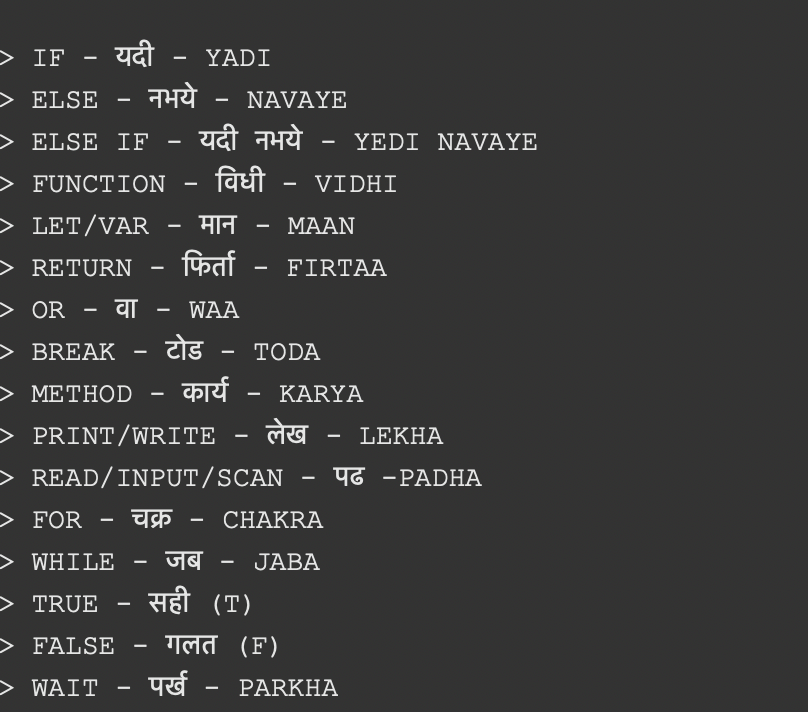 > IF - यदी - YADI
> ELSE - नभये - NAVAYE
> ELSE IF - यदी नभये - YEDI NAVAYE
> FUNCTION - विधी - VIDHI
> LET/VAR - मान - MAAN
> RETURN - फिर्ता - FIRTAA
> OR - वा - WAA
> BREAK - टोड - TODA
> METHOD - कार्य - KARYA
> PRINT/WRITE - लेख - LEKHA
> READ/INPUT/SCAN - पढ -PADHA
> FOR - चक्र - CHAKRA
> WHILE - जब - JABA
> TRUE - सही (T)
> FALSE - गलत (F)
> WAIT - पर्ख - PARKHA